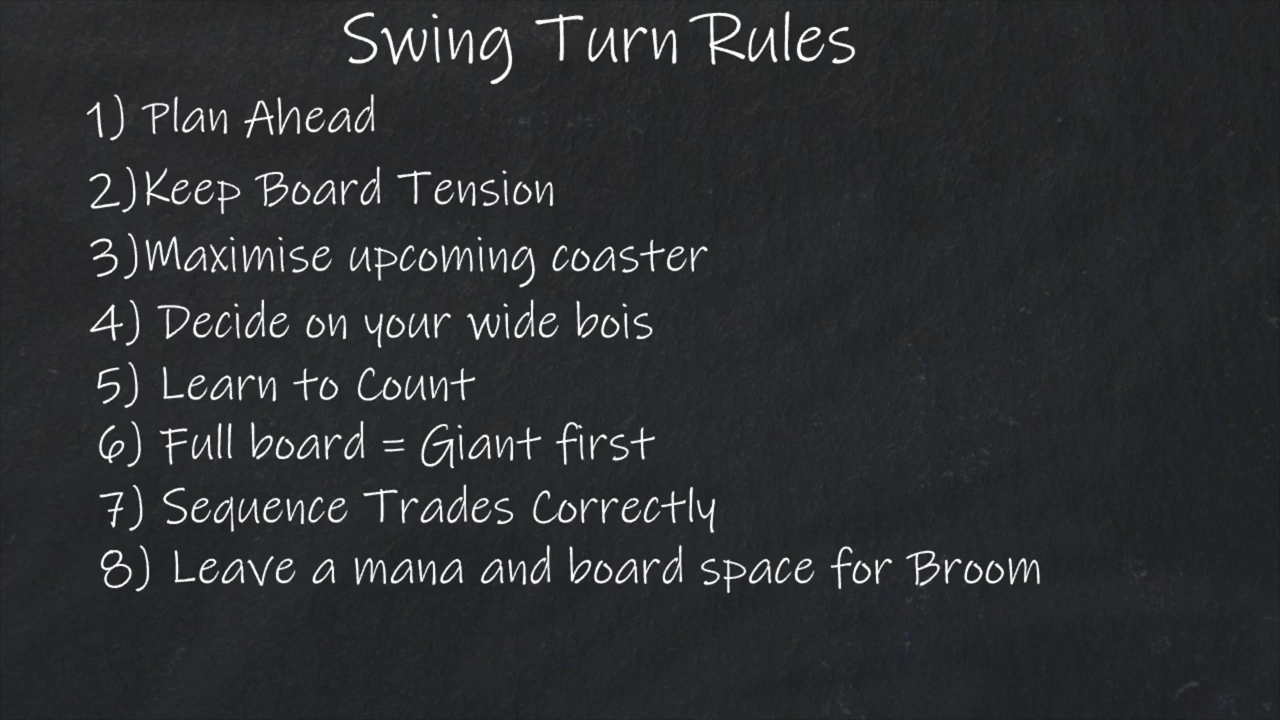 Swing Turn Rules
1) Plan Ahead
2)Keep Board Tension
3)Maximise upcoming coaster
4) Decide on your wide bois
5) Learn to Count
6) Full board = Giant first
7) Sequence Trades Correctly
8) Leave a mana and board space for Broom